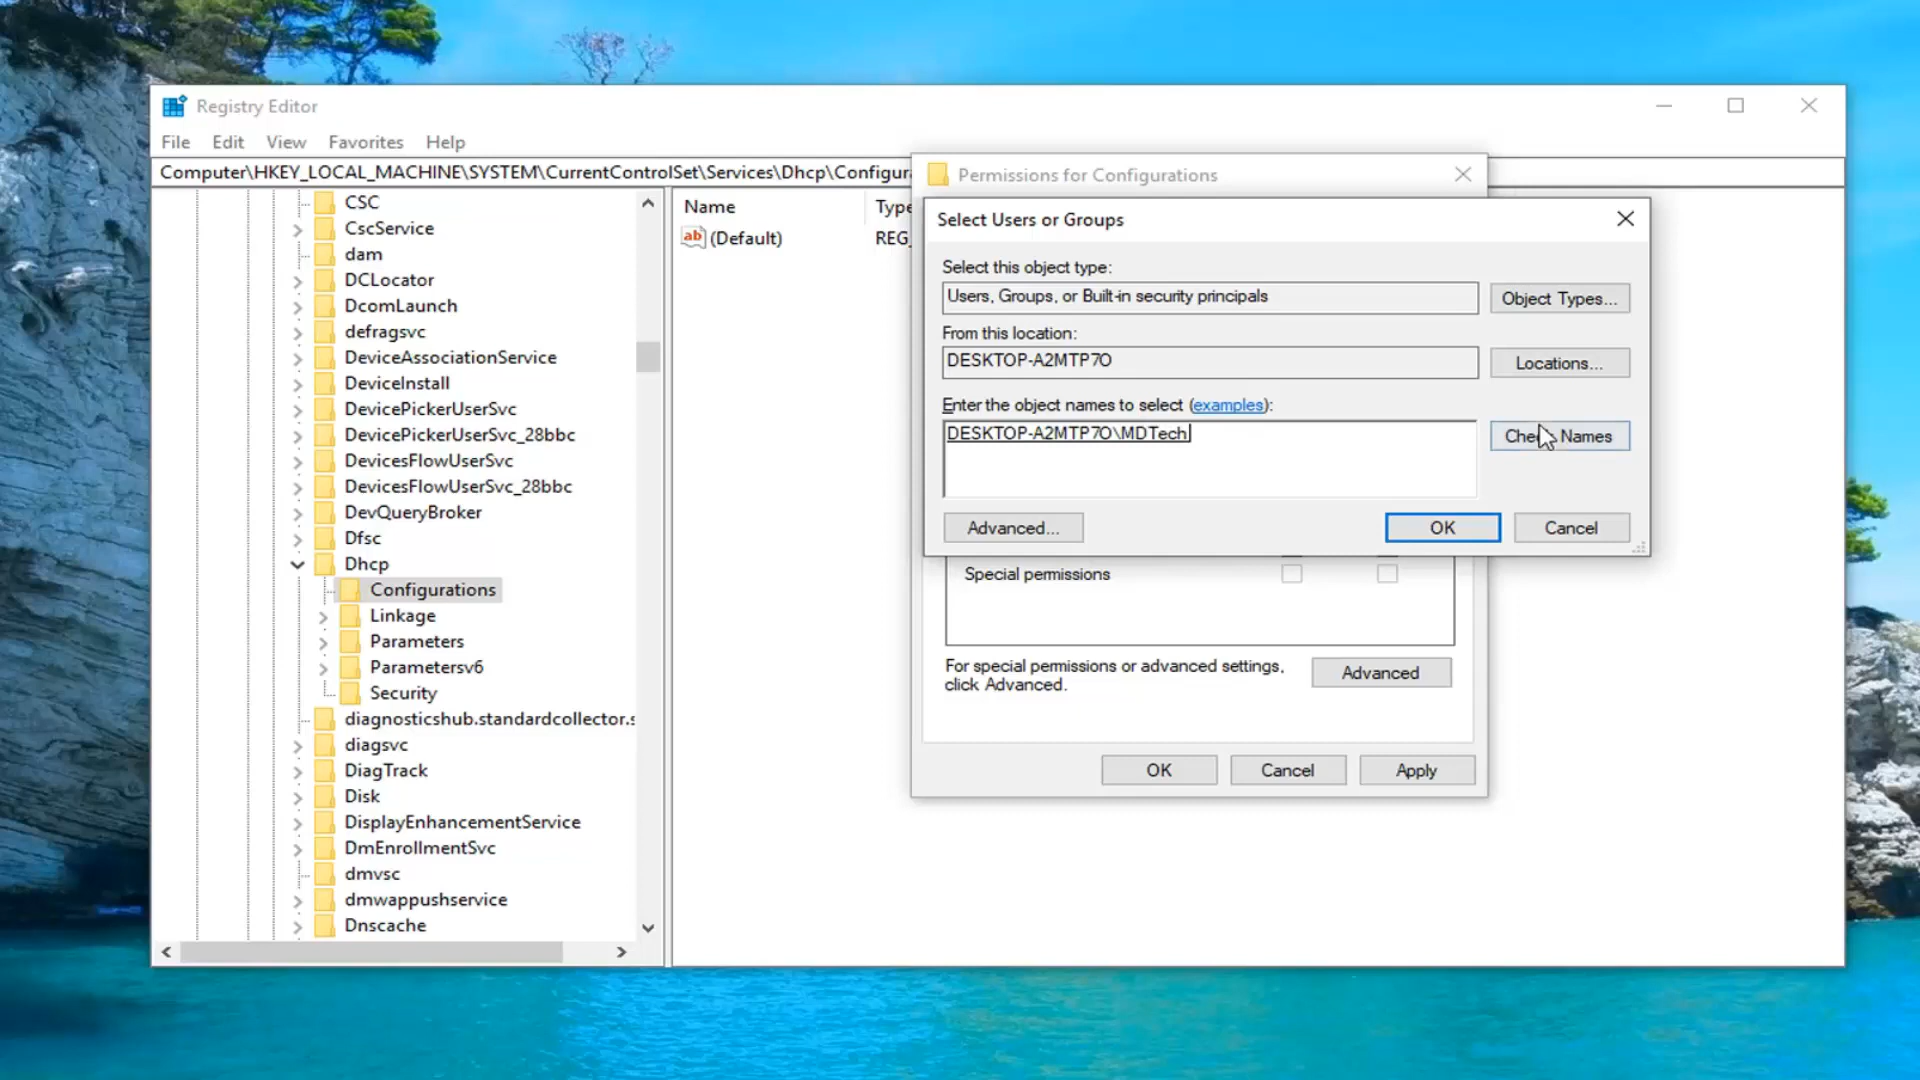 Registry Editor
File Edit View Favorites Help
Computer\HKEY_LOCAL_MACHINE\SYSTEM\CurrentControlSet\Services\Dhcp\Configura
CSC
CscService
dam
DCLocator
DcomLaunch
defragsvc
DeviceAssociationService
DeviceInstall
DevicePickerUserSvc
DevicePickerUserSvc_28bbc
DevicesFlowUserSvc
DevicesFlowUserSvc_28bbc
DevQueryBroker
Dfsc
Dhcp
Configurations
Linkage
Parameters
Parametersv6
Security
diagnosticshub.standardcollector.s
diagsvc
DiagTrack
Disk
DisplayEnhancementService
DmEnrollmentSvc
dmvsc
dmwappushservice
Dnscache
Name Type
ab (Default) REG_
Permissions for Configurations
Select Users or Groups
Select this object type:
Users, Groups, or Built-in security principals
Object Types...
From this location:
DESKTOP-A2MTP7O
Locations...
Enter the object names to select (examples):
DESKTOP-A2MTP7O\MDTech
Check Names
Advanced...
OK
Cancel
Special permissions
For special permissions or advanced settings,
click Advanced.
Advanced
OK
Cancel
Apply